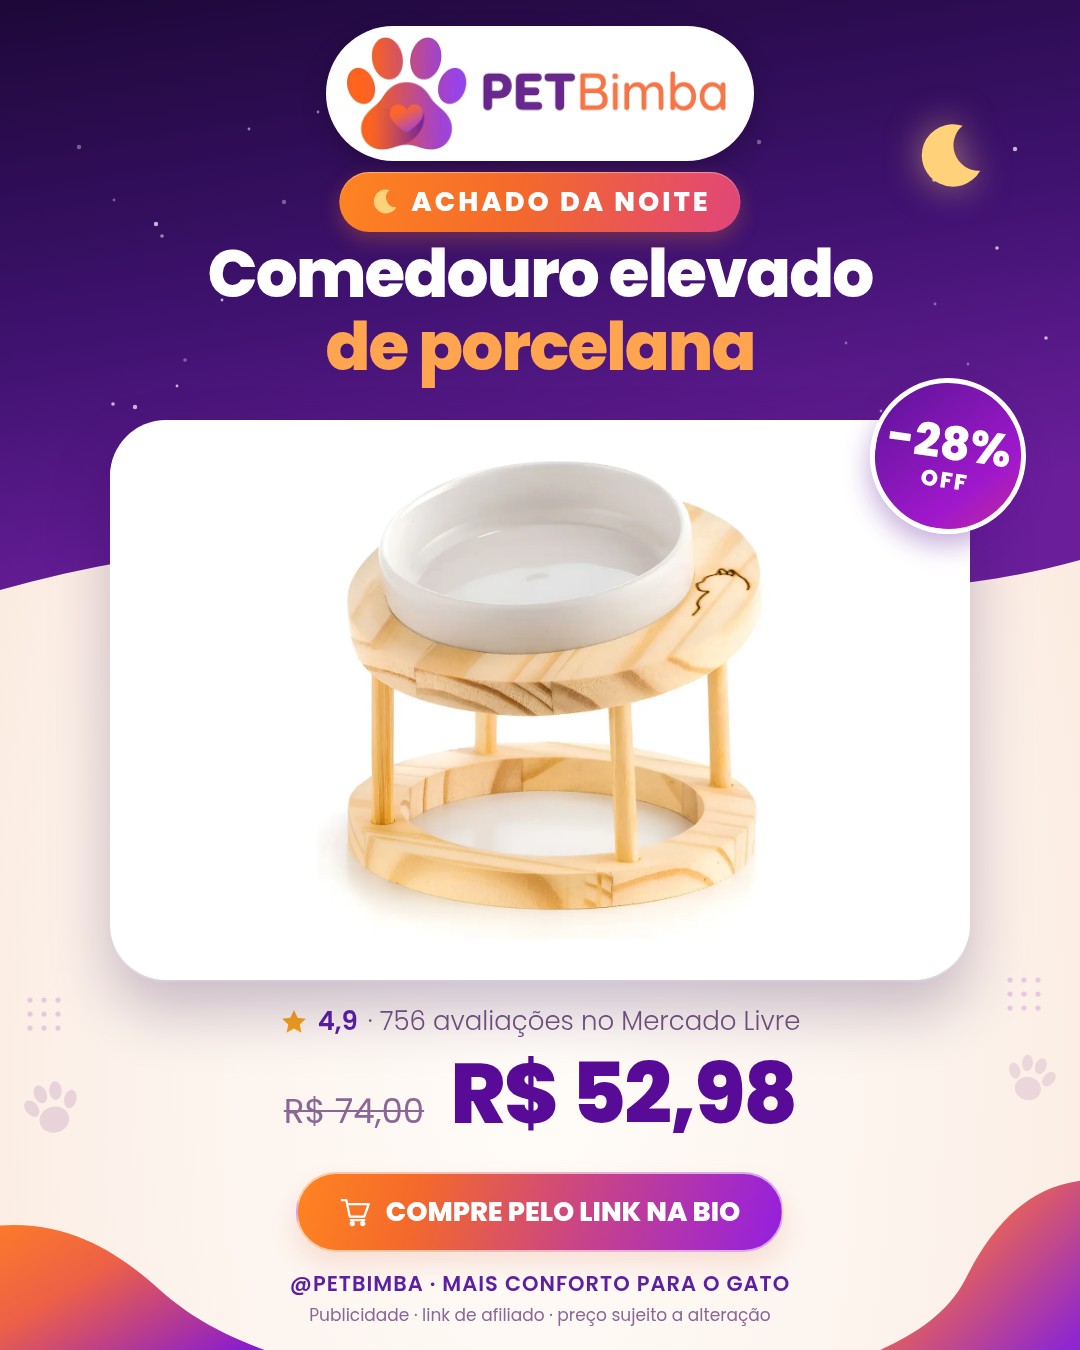 PETBimba
ACHADO DA NOITE
Comedouro elevado
de porcelana
-28%
OFF
4,9 · 756 avaliações no Mercado Livre
R$ 74,00 R$ 52,98
COMPRE PELO LINK NA BIO
@PETBIMBA · MAIS CONFORTO PARA O GATO
Publicidade · link de afiliado · preço sujeito a alteração